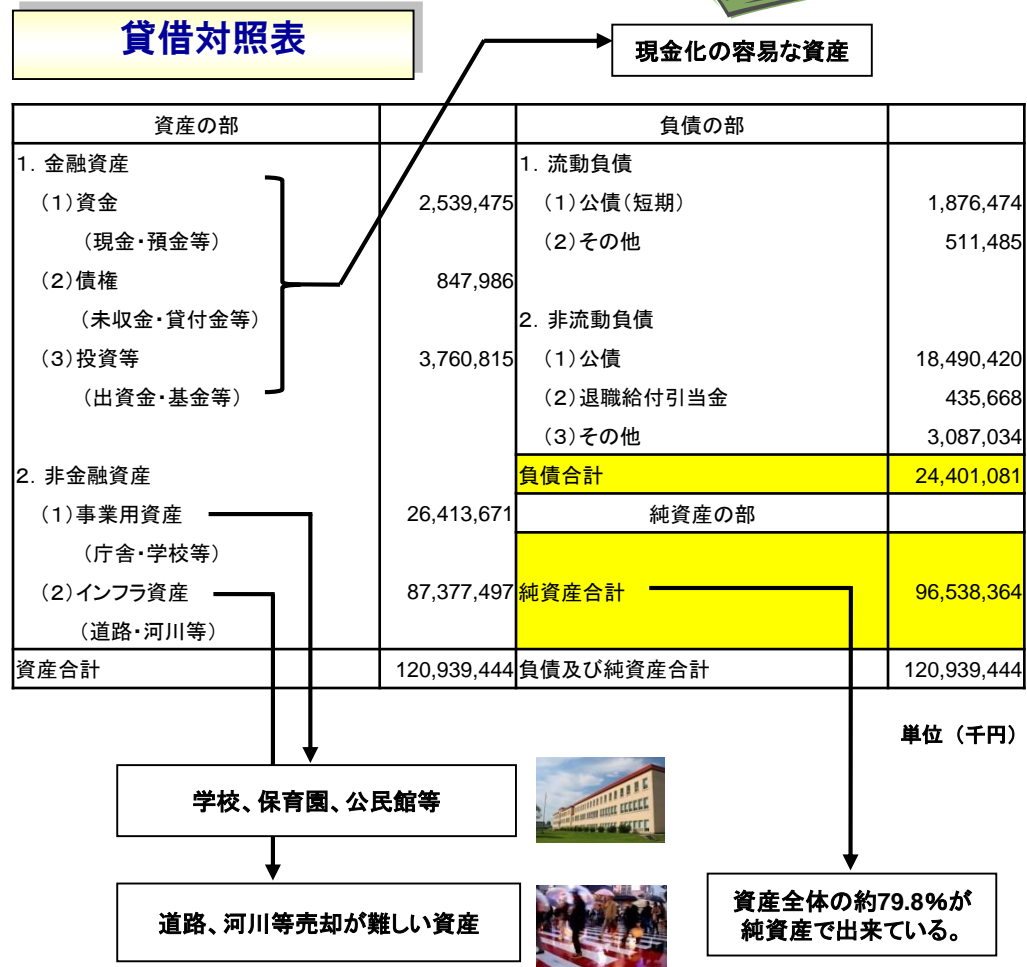 貸借対照表
現金化の容易な資産
資産の部 負債の部
1．金融資産 1．流動負債
（1）資金 2,539,475 （1）公債（短期） 1,876,474
（現金・預金等） （2）その他 511,485
（2）債権 847,986
（未収金・貸付金等） 2．非流動負債
（3）投資等 3,760,815 （1）公債 18,490,420
（出資金・基金等） （2）退職給付引当金 435,668
（3）その他 3,087,034
2．非金融資産 負債合計 24,401,081
（1）事業用資産 26,413,671 純資産の部
（庁舎・学校等）
（2）インフラ資産 87,377,497 純資産合計 96,538,364
（道路・河川等）
資産合計 120,939,444 負債及び純資産合計 120,939,444
単位（千円）
学校、保育園、公民館等
道路、河川等売却が難しい資産
資産全体の約79.8%が
純資産で出来ている。